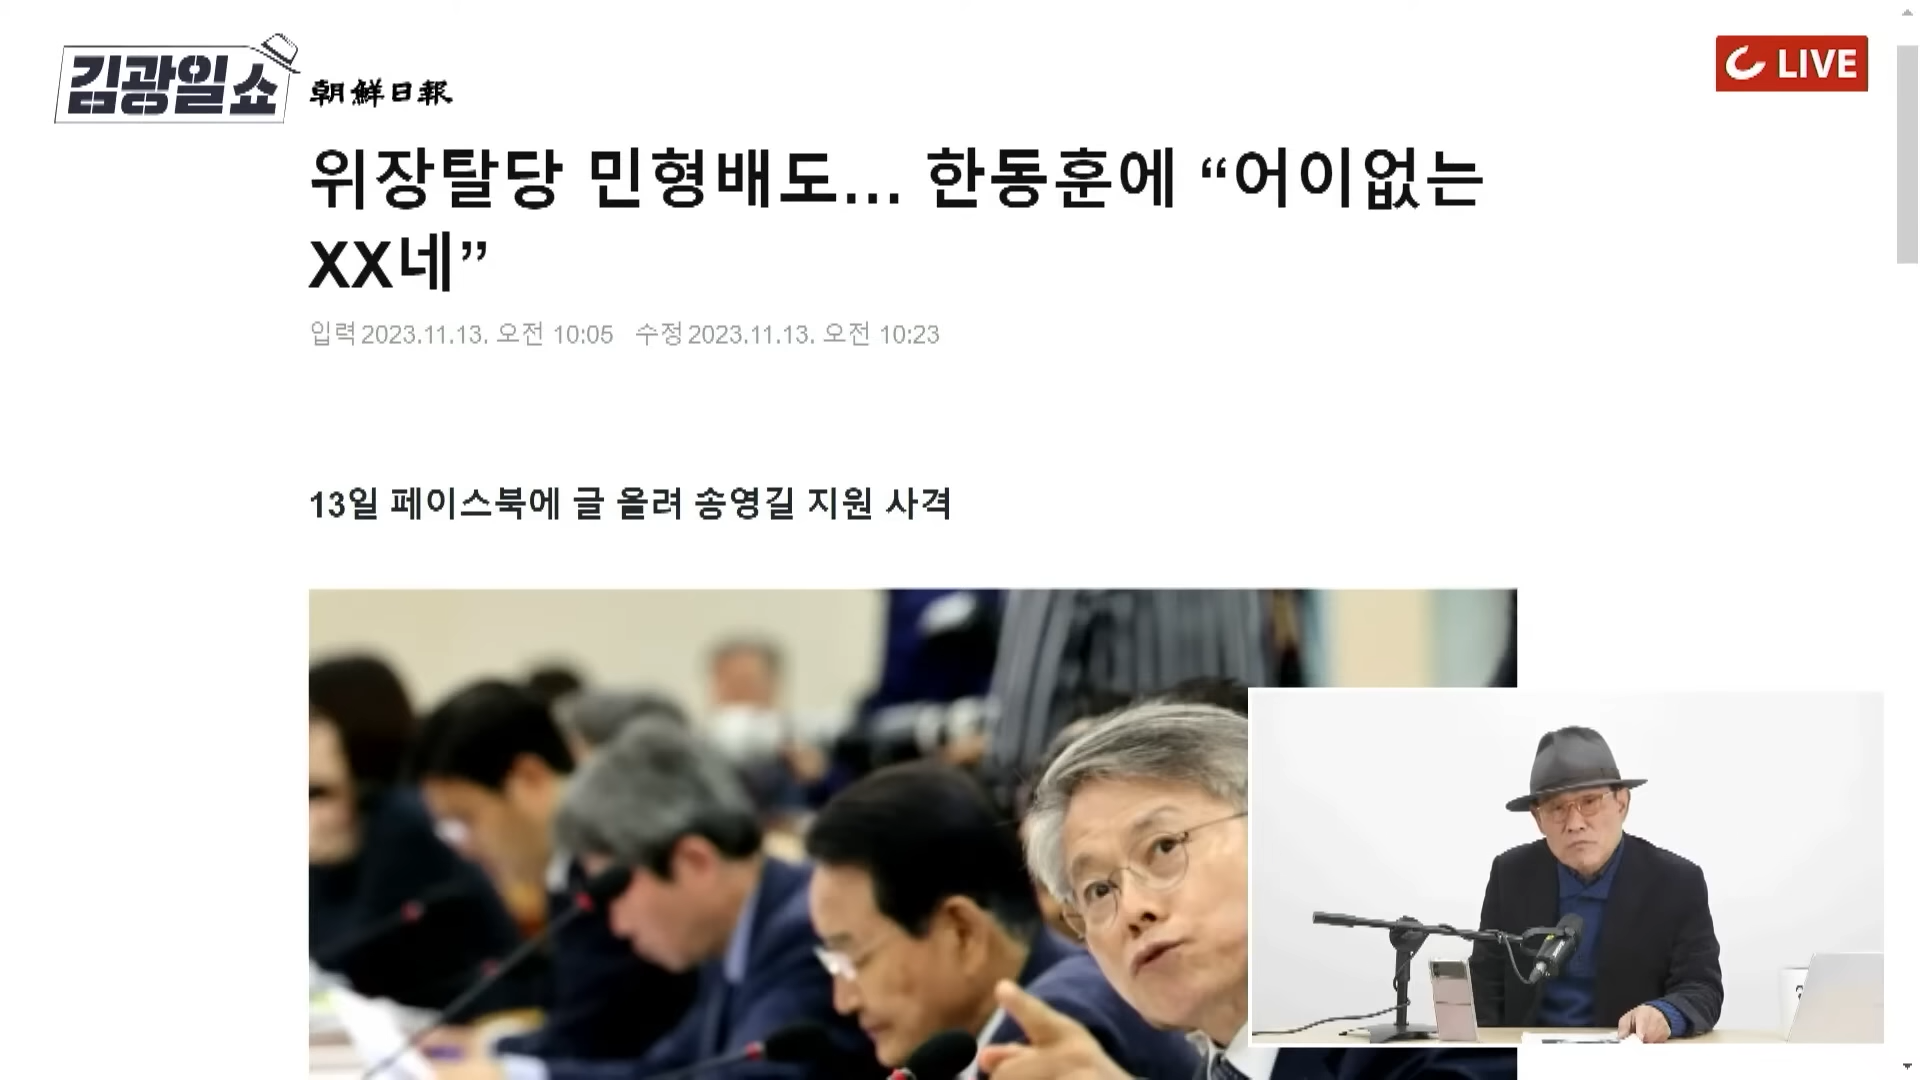 김광일쇼
朝鮮日報
LIVE
위장탈당 민형배도... 한동훈에 “어이없는
XX네”
입력 2023.11.13. 오전 10:05 수정 2023.11.13. 오전 10:23
13일 페이스북에 글 올려 송영길 지원 사격